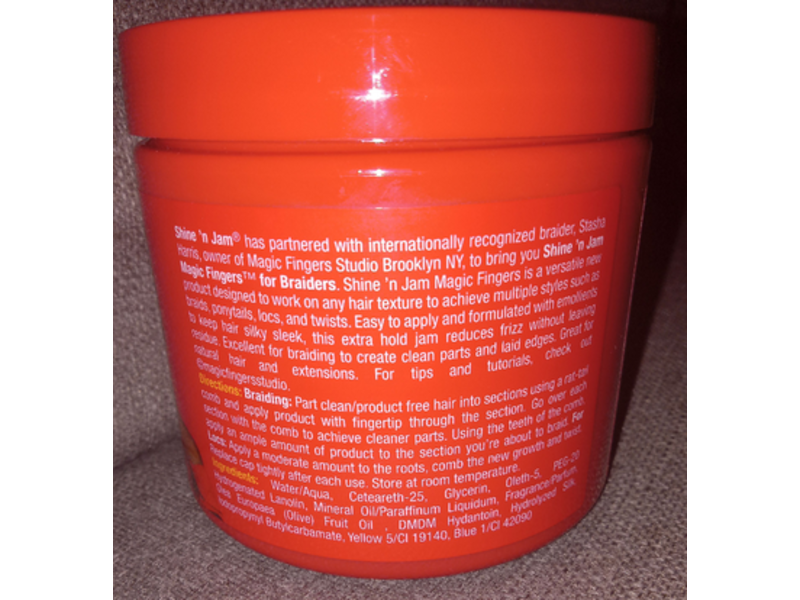 Shine 'n Jam® has partnered with internationally recognized braider, Stasha
Harris, owner of Magic Fingers Studio Brooklyn NY, to bring you Shine 'n Jam
Magic Fingers™ for Braiders. Shine 'n Jam Magic Fingers is a versatile new
product designed to work on any hair texture to achieve multiple styles such as
braids, ponytails, locs, and twists. Easy to apply and formulated with emollients
to keep hair silky sleek, this extra hold jam reduces frizz without leaving
residue. Excellent for braiding to create clean parts and laid edges. Great for
natural hair and extensions. For tips and tutorials, check out
@magicfingersstudio.
Directions: Braiding: Part clean/product free hair into sections using a rat-tail
comb and apply product with fingertip through the section. Go over each
section with the comb to achieve cleaner parts. Using the teeth of the comb,
apply an ample amount of product to the section you're about to braid. For
Locs: Apply a moderate amount to the roots, comb the new growth and twist.
Replace cap tightly after each use. Store at room temperature.
Ingredients: Water/Aqua, Ceteareth-25, Glycerin, Oleth-5, PEG-20
Hydrogenated Lanolin, Mineral Oil/Paraffinum Liquidum, Fragrance/Parfum,
Olea Europaea (Olive) Fruit Oil , DMDM Hydantoin, Hydrolyzed Silk,
Iodopropynyl Butylcarbamate, Yellow 5/CI 19140, Blue 1/CI 42090